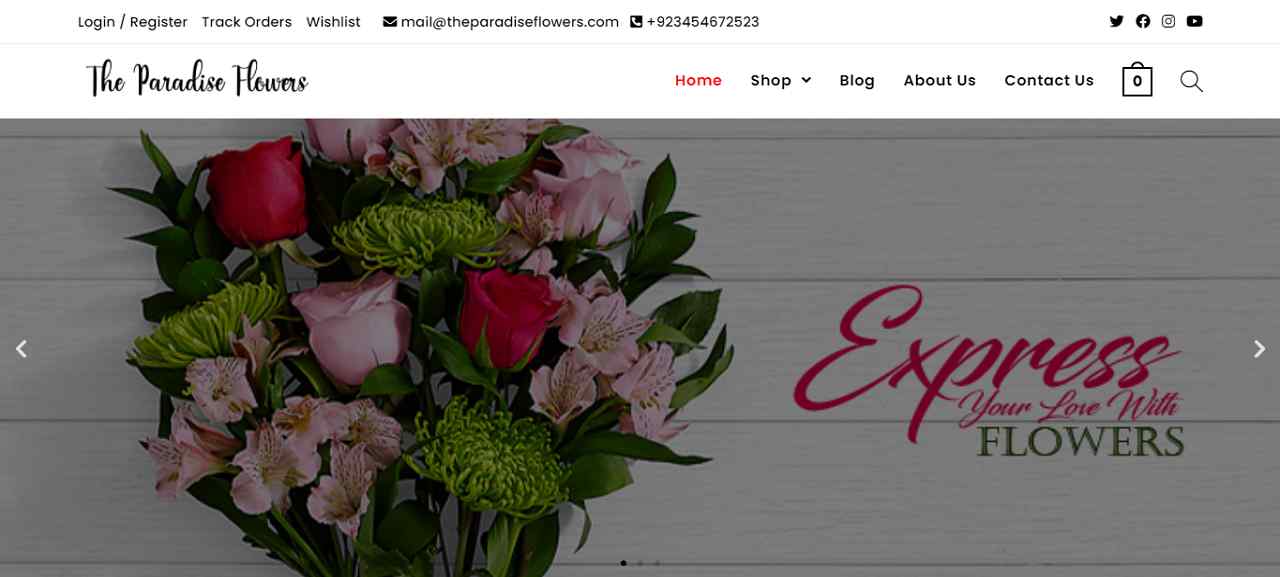 Login / Register Track Orders Wishlist mail@theparadiseflowers.com +923454672523
The Paradise Flowers
Home Shop Blog About Us Contact Us 0
Express
Your Love With
FLOWERS